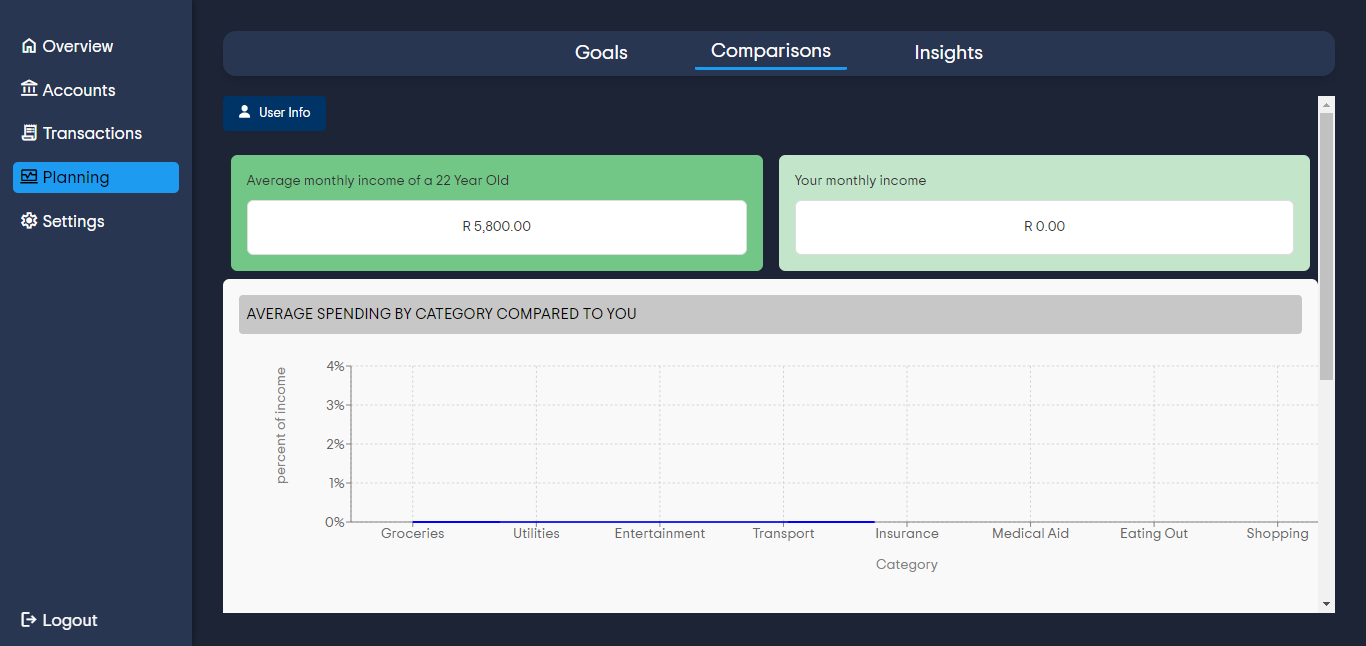 Overview
Accounts
Transactions
Planning
Settings
Logout
Goals
Comparisons
Insights
User Info
Average monthly income of a 22 Year Old
R 5,800.00
Your monthly income
R 0.00
AVERAGE SPENDING BY CATEGORY COMPARED TO YOU
percent of income
4%
3%
2%
1%
0%
Groceries Utilities Entertainment Transport Insurance Medical Aid Eating Out Shopping
Category